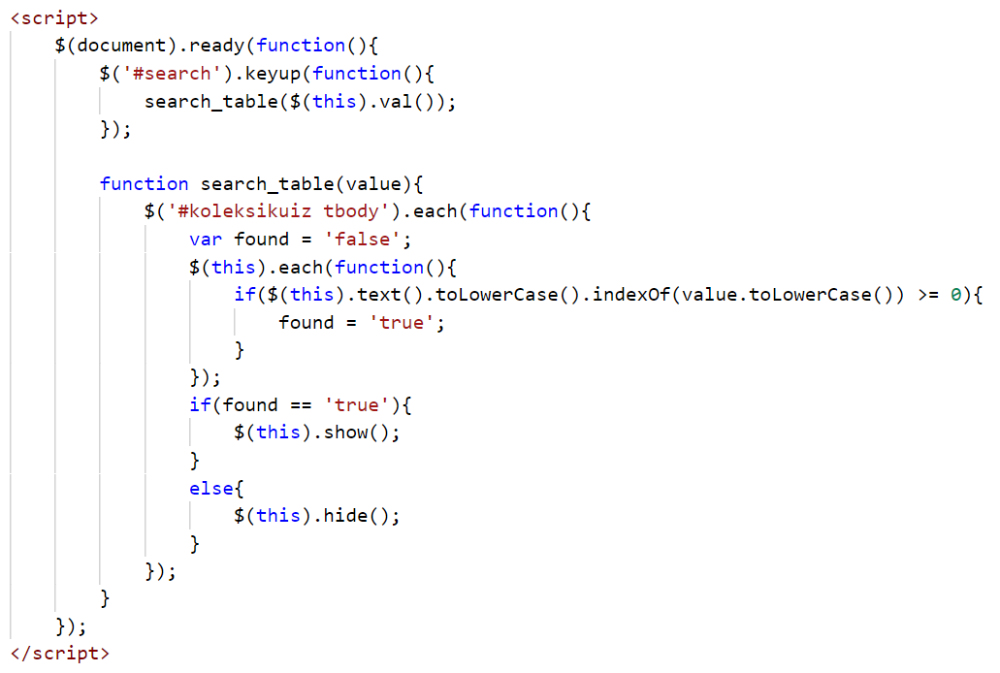 <script>
    $(document).ready(function(){
        $('#search').keyup(function(){
            search_table($(this).val());
        });

        function search_table(value){
            $('#koleksikuiz tbody').each(function(){
                var found = 'false';
                $(this).each(function(){
                    if($(this).text().toLowerCase().indexOf(value.toLowerCase()) >= 0){
                        found = 'true';
                    }
                });
                if(found == 'true'){
                    $(this).show();
                }
                else{
                    $(this).hide();
                }
            });
        }
    });
</script>